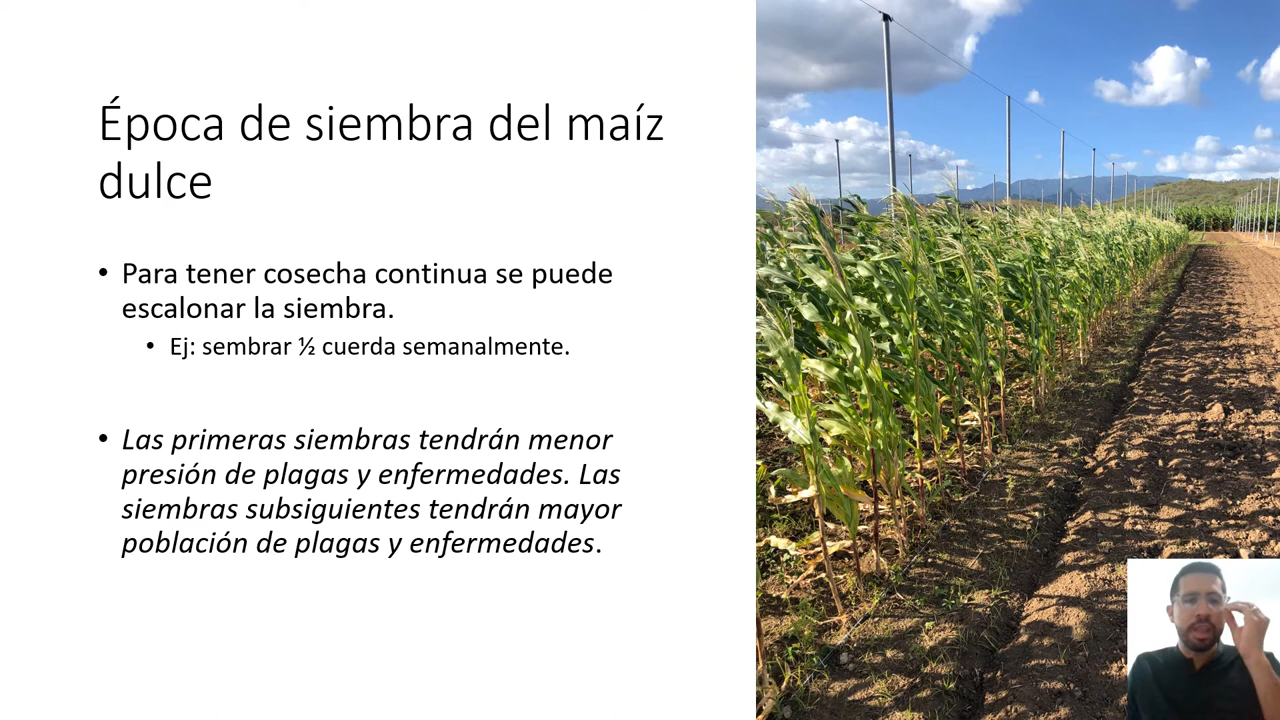 Época de siembra del maíz
dulce
• Para tener cosecha continua se puede
escalonar la siembra.
• Ej: sembrar ½ cuerda semanalmente.
• Las primeras siembras tendrán menor
presión de plagas y enfermedades. Las
siembras subsiguientes tendrán mayor
población de plagas y enfermedades.